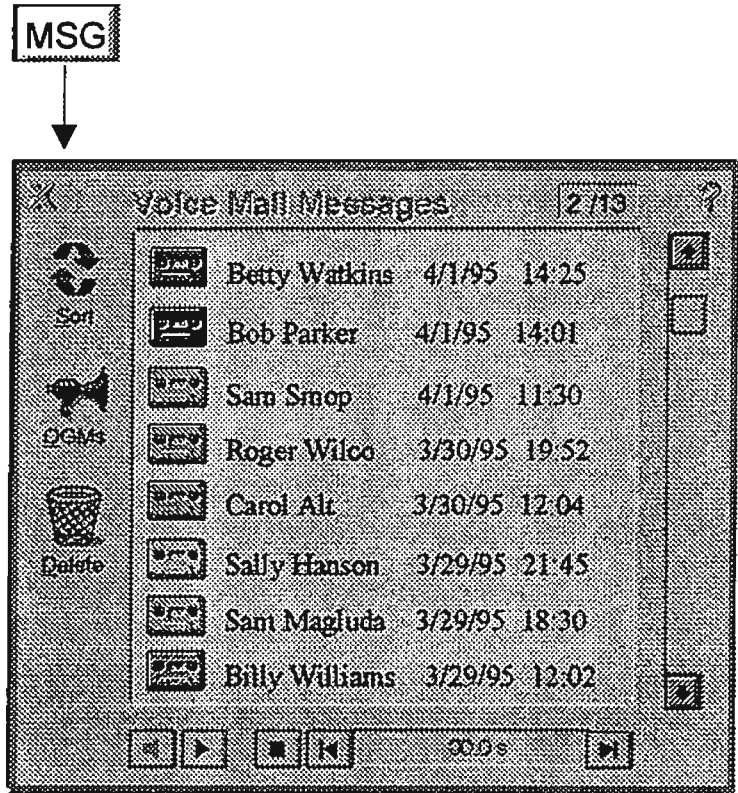 MSG
X Voice Mail Messages 2/13 ?
Sort
OGMs
Delete
Betty Watkins 4/1/95 14:25
Bob Parker 4/1/95 14:01
Sam Smop 4/1/95 11:30
Roger Wilco 3/30/95 19:52
Carol Alt 3/30/95 12:04
Sally Hanson 3/29/95 21:45
Sam Magluda 3/29/95 18:30
Billy Williams 3/29/95 12:02
00.0 s